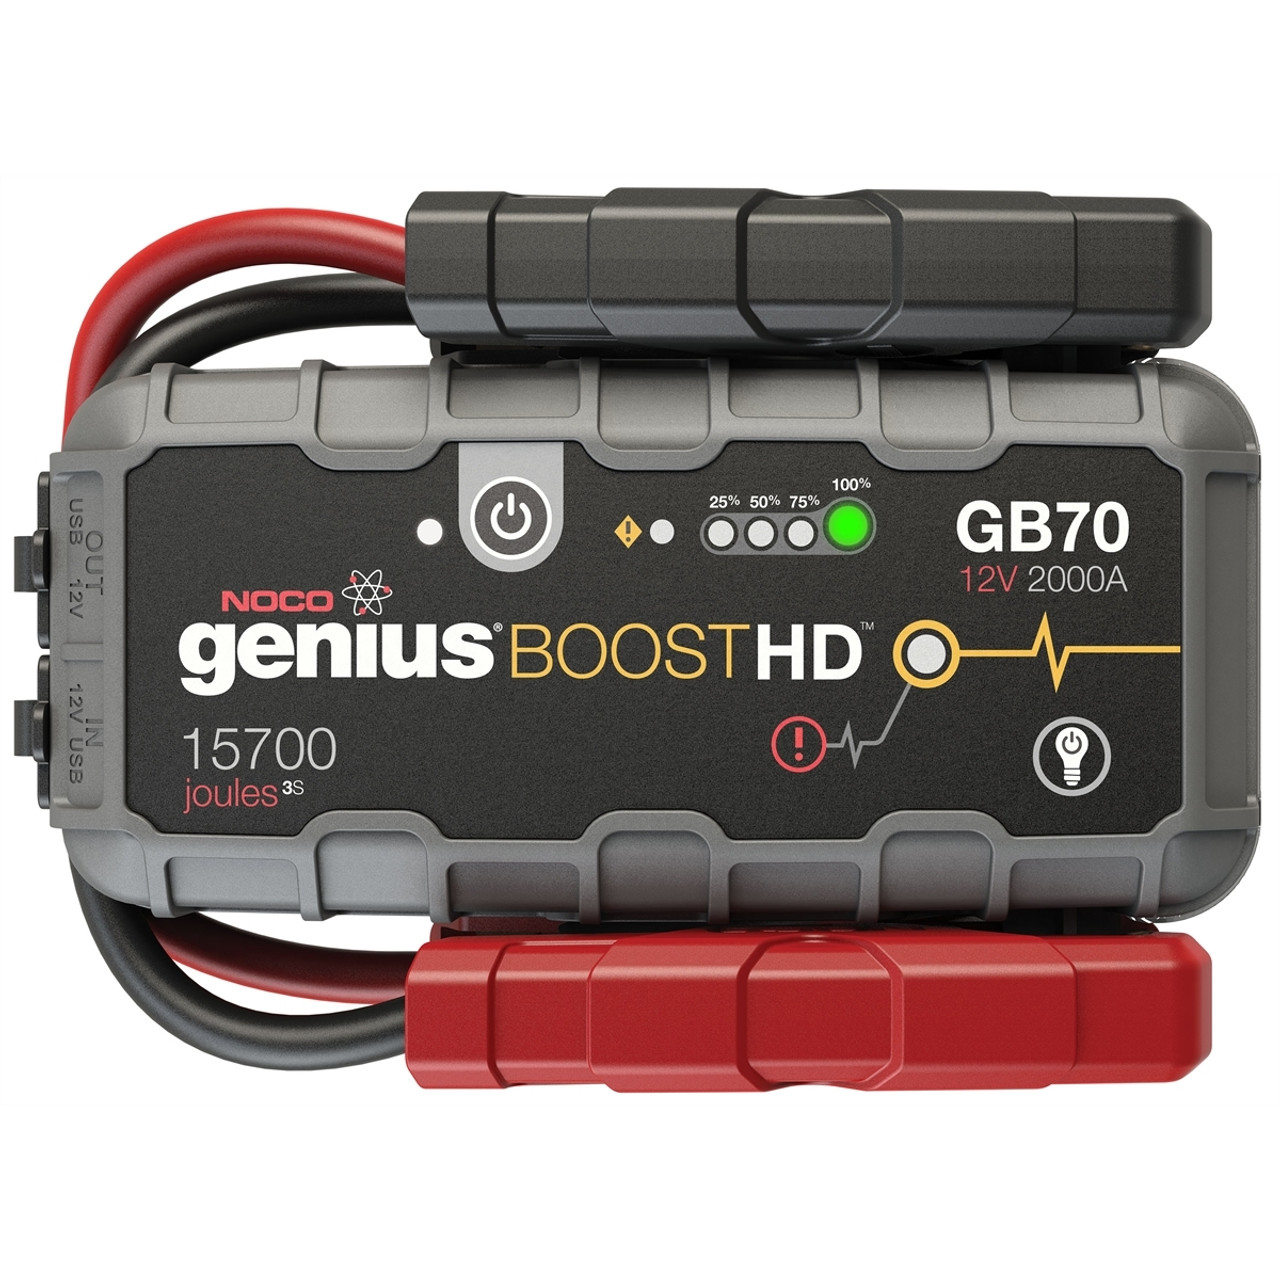 25% 50% 75% 100%
GB70
12V 2000A
NOCO
genius® BOOST HD™
15700
joules 3S
USB OUT 12V
12V IN USB